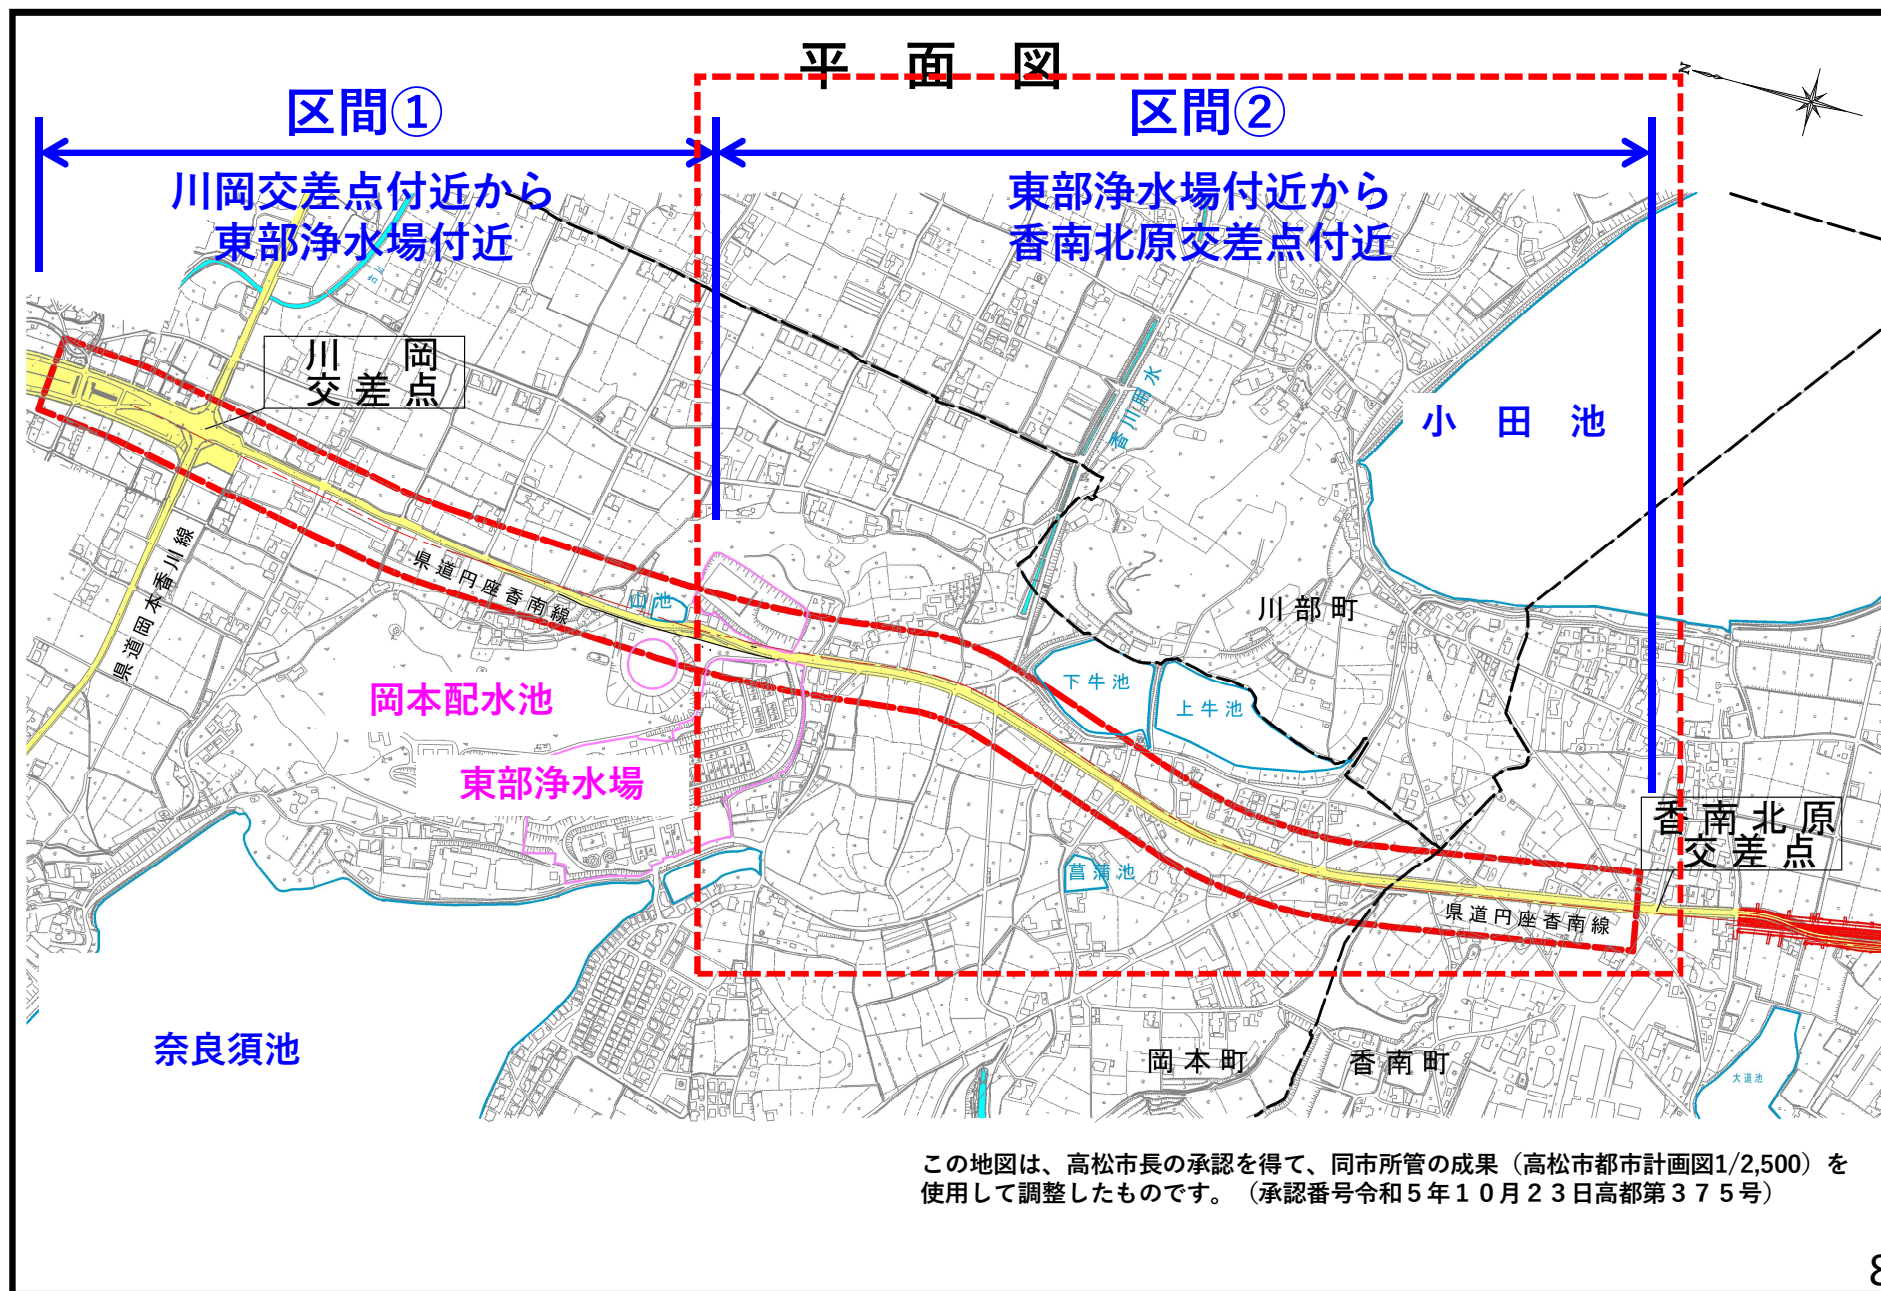 平面図
区間①
区間②
川岡交差点付近から
東部浄水場付近
東部浄水場付近から
香南北原交差点付近
N
川岡
交差点
香川用水
小田池
県道岡本香川線
県道円座香南線
山池
川部町
下牛池
上牛池
岡本配水池
東部浄水場
香南北原
交差点
菖蒲池
県道円座香南線
奈良須池
岡本町
香南町
大道池
この地図は、高松市長の承認を得て、同市所管の成果（高松市都市計画図1/2,500）を
使用して調整したものです。（承認番号令和５年１０月２３日高都第３７５号）
8